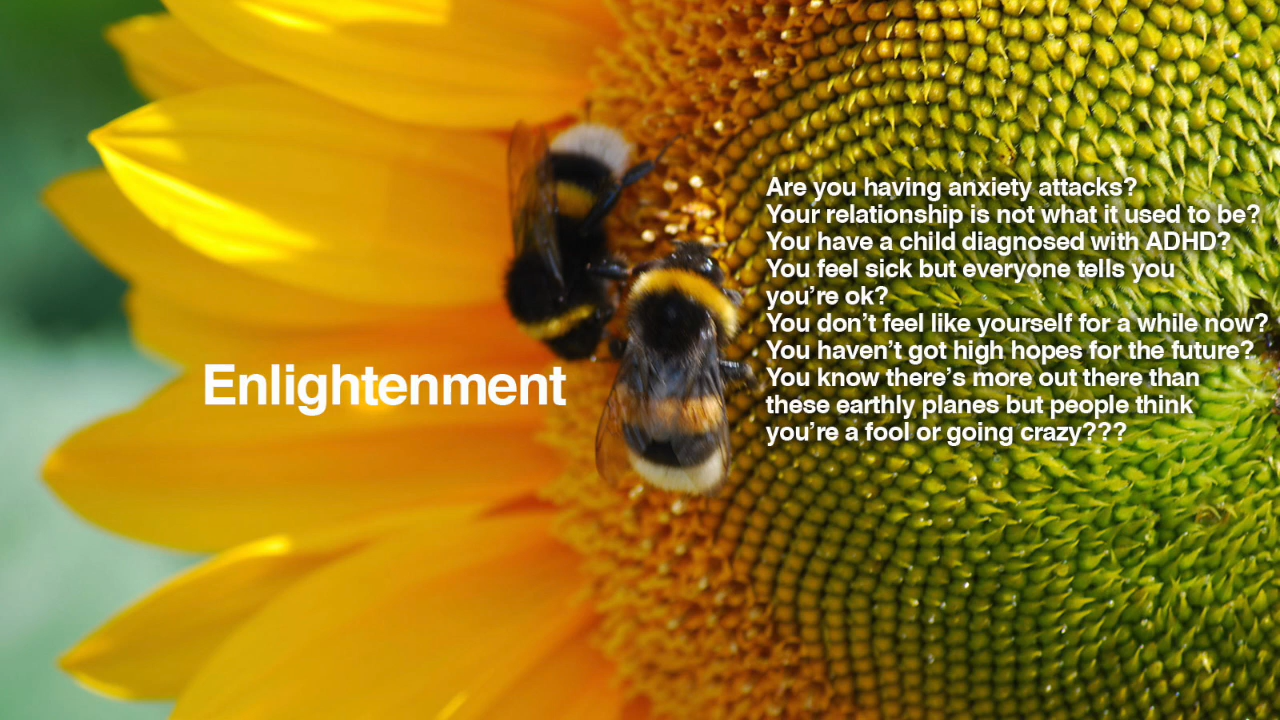 Enlightenment
Are you having anxiety attacks?
Your relationship is not what it used to be?
You have a child diagnosed with ADHD?
You feel sick but everyone tells you
you’re ok?
You don’t feel like yourself for a while now?
You haven’t got high hopes for the future?
You know there’s more out there than
these earthly planes but people think
you’re a fool or going crazy???